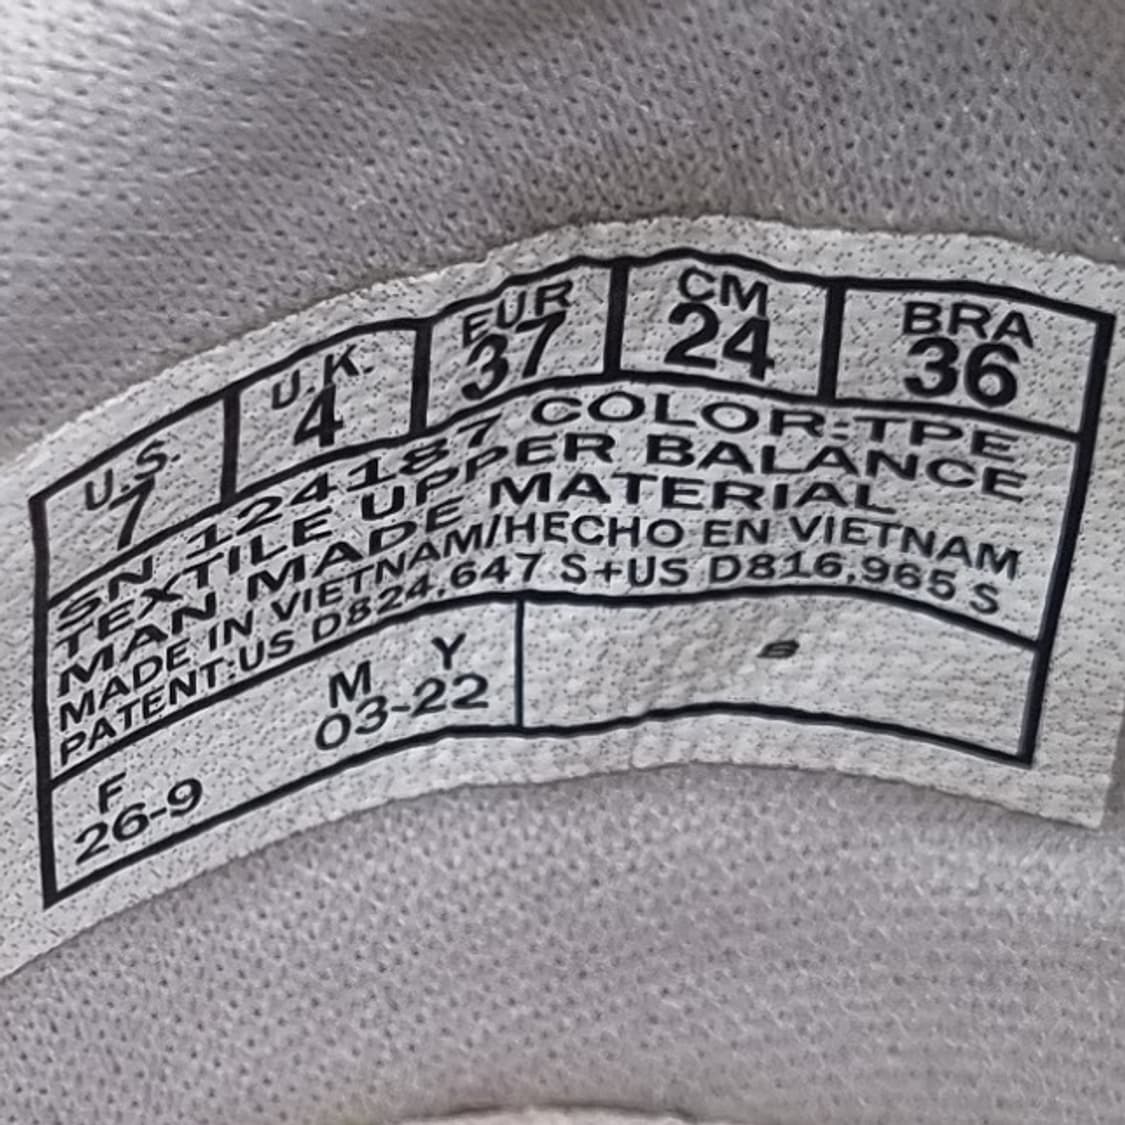 U.S. U.K. EUR CM BRA
7 4 37 24 36
SN 124187 COLOR:TPE
TEXTILE UPPER BALANCE
MAN MADE MATERIAL
MADE IN VIETNAM/HECHO EN VIETNAM
PATENT:US D824,647 S+US D816,965 S
F M Y
26-9 03-22